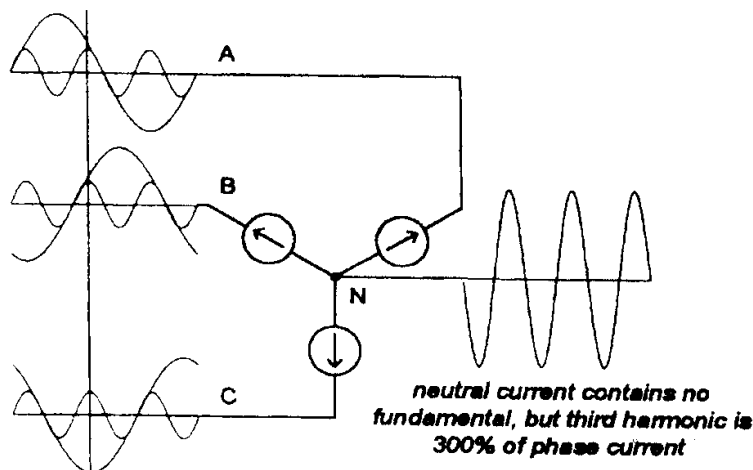 A
B
N
C
neutral current contains no
fundamental, but third harmonic is
300% of phase current